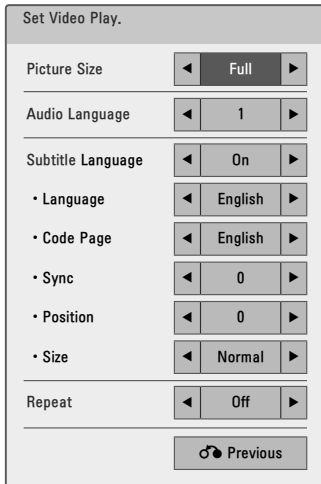 Set Video Play.
Picture Size ◀ Full ▶
Audio Language ◀ 1 ▶
Subtitle Language ◀ On ▶
• Language ◀ English ▶
• Code Page ◀ English ▶
• Sync ◀ 0 ▶
• Position ◀ 0 ▶
• Size ◀ Normal ▶
Repeat ◀ Off ▶
Previous